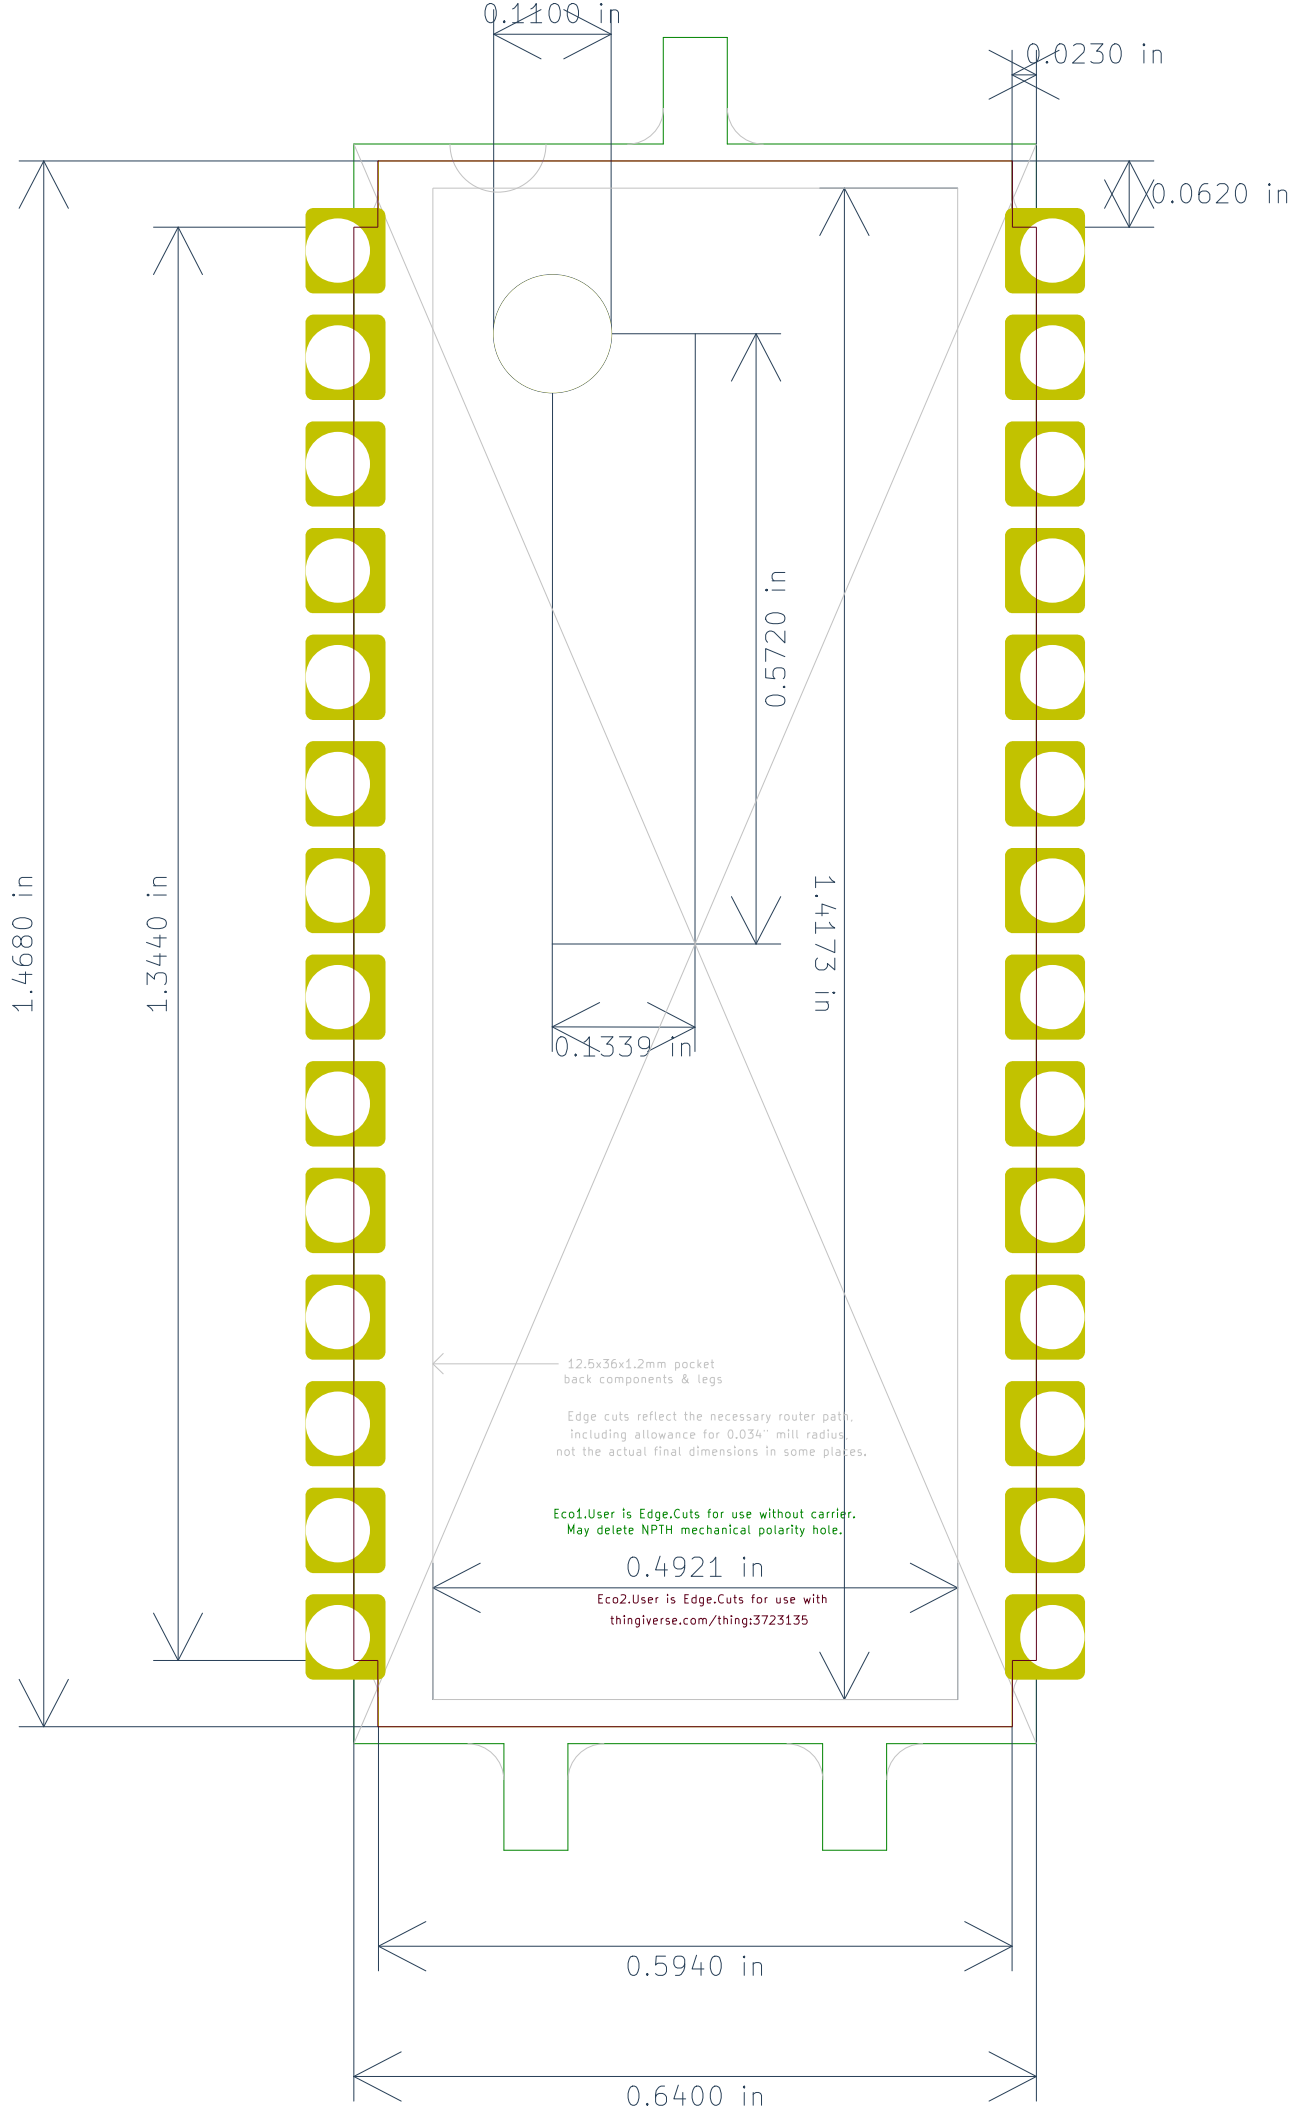 0.1100 in
0.0230 in
0.0620 in
0.5720 in
1.4680 in
1.3440 in
1.4173 in
0.1339 in
12.5x36x1.2mm pocket
back components & legs
Edge cuts reflect the necessary router path,
including allowance for 0.034" mill radius,
not the actual final dimensions in some places.
Eco1.User is Edge.Cuts for use without carrier.
May delete NPTH mechanical polarity hole.
0.4921 in
Eco2.User is Edge.Cuts for use with
thingiverse.com/thing:3723135
0.5940 in
0.6400 in